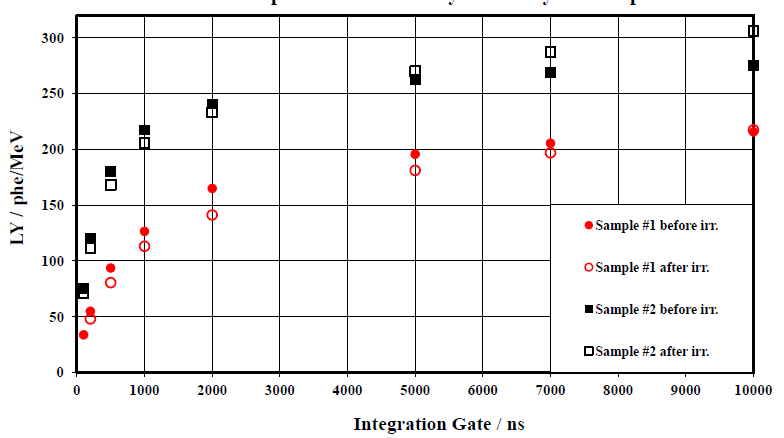 LY / phe/MeV
300
250
200
150
100
50
0
Sample #1 before irr.
Sample #1 after irr.
Sample #2 before irr.
Sample #2 after irr.
0 1000 2000 3000 4000 5000 6000 7000 8000 9000 10000
Integration Gate / ns